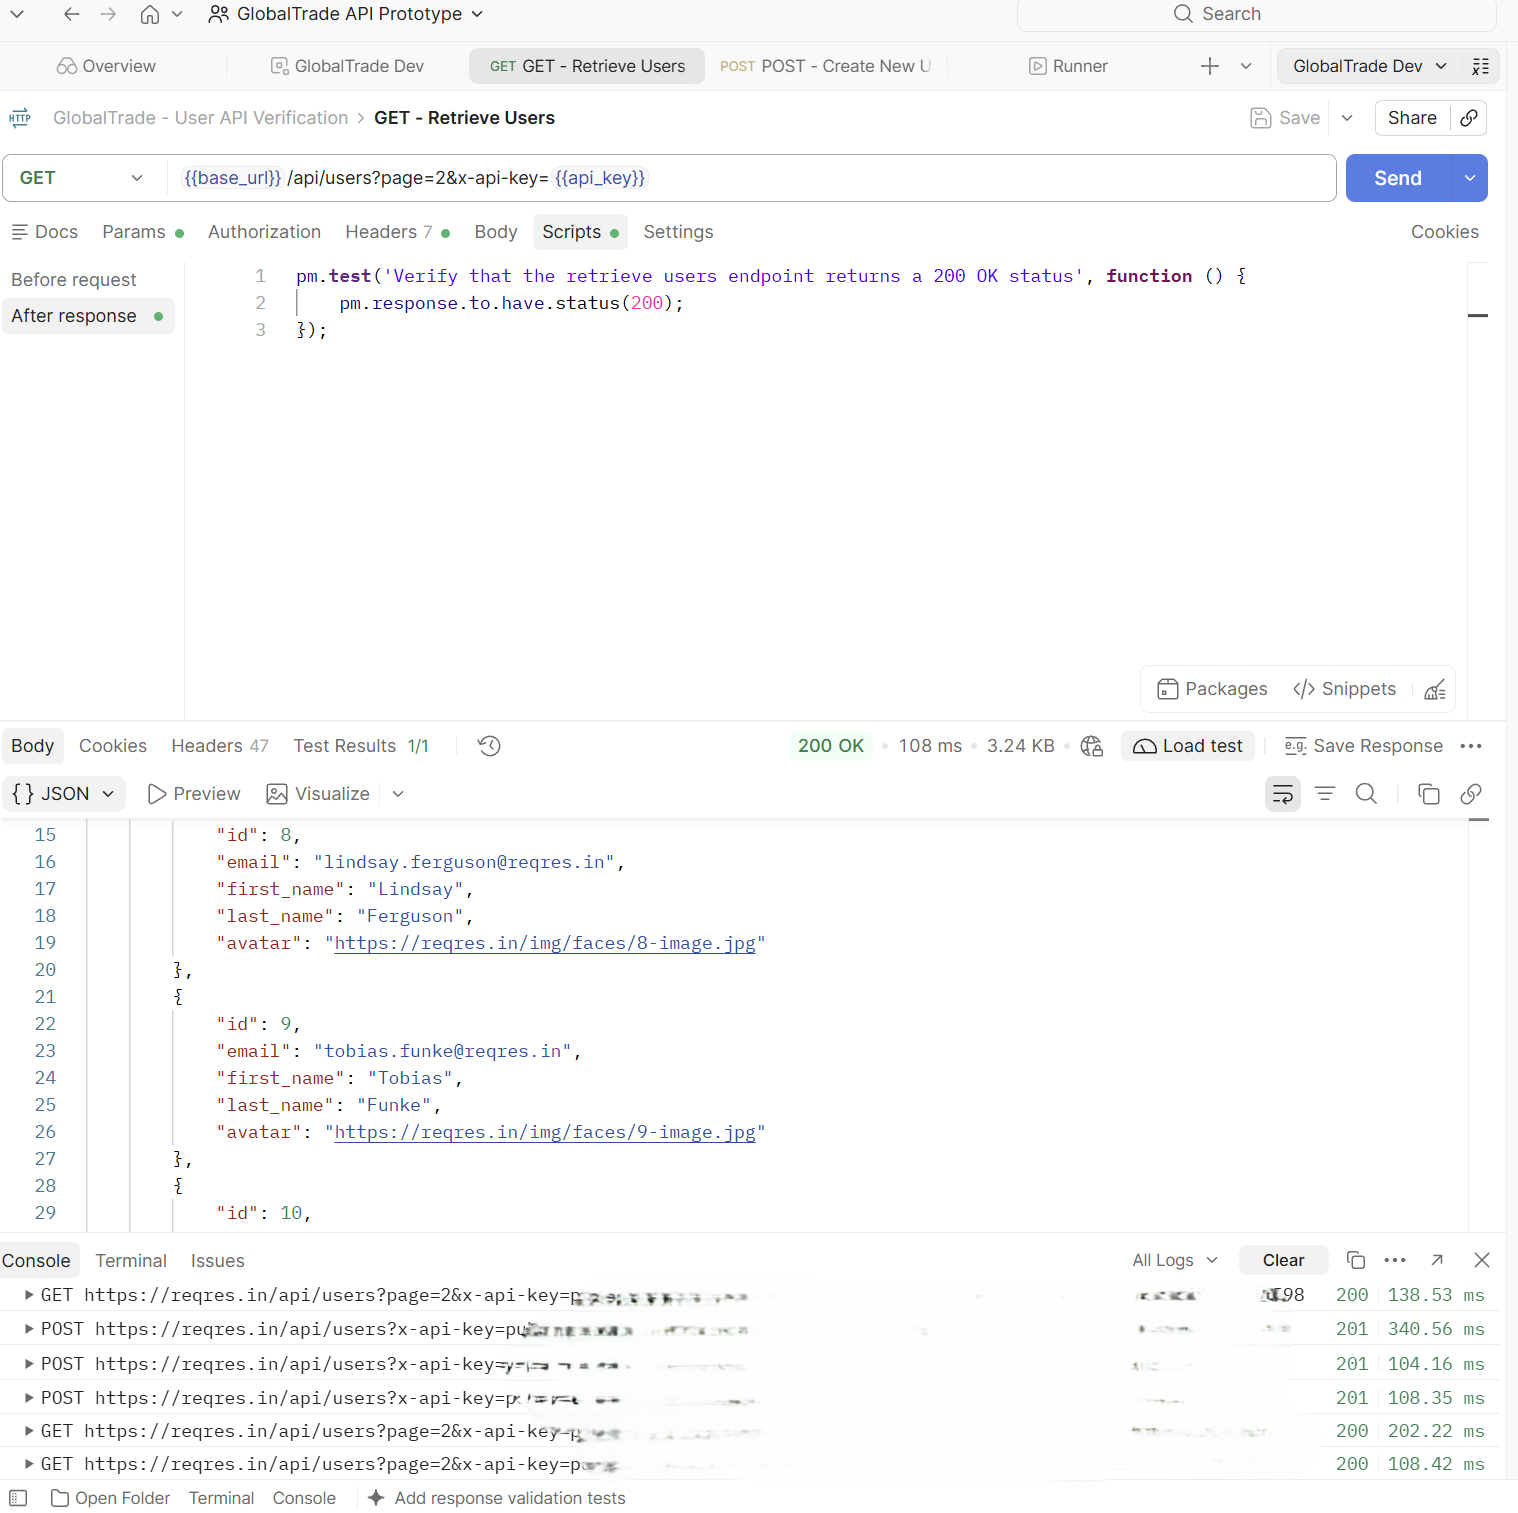 GlobalTrade API Prototype
Search
Overview
GlobalTrade Dev
GET GET - Retrieve Users
POST POST - Create New U
Runner
GlobalTrade Dev
HTTP GlobalTrade - User API Verification > GET - Retrieve Users
Save
Share
GET
{{base_url}} /api/users?page=2&x-api-key= {{api_key}}
Send
Docs Params Authorization Headers 7 Body Scripts Settings
Cookies
Before request
After response
1 pm.test('Verify that the retrieve users endpoint returns a 200 OK status', function () {
2 pm.response.to.have.status(200);
3 });
Packages Snippets
Body Cookies Headers 47 Test Results 1/1
200 OK • 108 ms • 3.24 KB •
Load test
e.g. Save Response
{} JSON Preview Visualize
15 "id": 8,
16 "email": "lindsay.ferguson@reqres.in",
17 "first_name": "Lindsay",
18 "last_name": "Ferguson",
19 "avatar": "https://reqres.in/img/faces/8-image.jpg"
20 },
21 {
22 "id": 9,
23 "email": "tobias.funke@reqres.in",
24 "first_name": "Tobias",
25 "last_name": "Funke",
26 "avatar": "https://reqres.in/img/faces/9-image.jpg"
27 },
28 {
29 "id": 10,
Console Terminal Issues
All Logs
Clear
GET https://reqres.in/api/users?page=2&x-api-key= 98 200 138.53 ms
POST https://reqres.in/api/users?x-api-key= 201 340.56 ms
POST https://reqres.in/api/users?x-api-key= 201 104.16 ms
POST https://reqres.in/api/users?x-api-key= 201 108.35 ms
GET https://reqres.in/api/users?page=2&x-api-key= 200 202.22 ms
GET https://reqres.in/api/users?page=2&x-api-key= 200 108.42 ms
Open Folder Terminal Console Add response validation tests